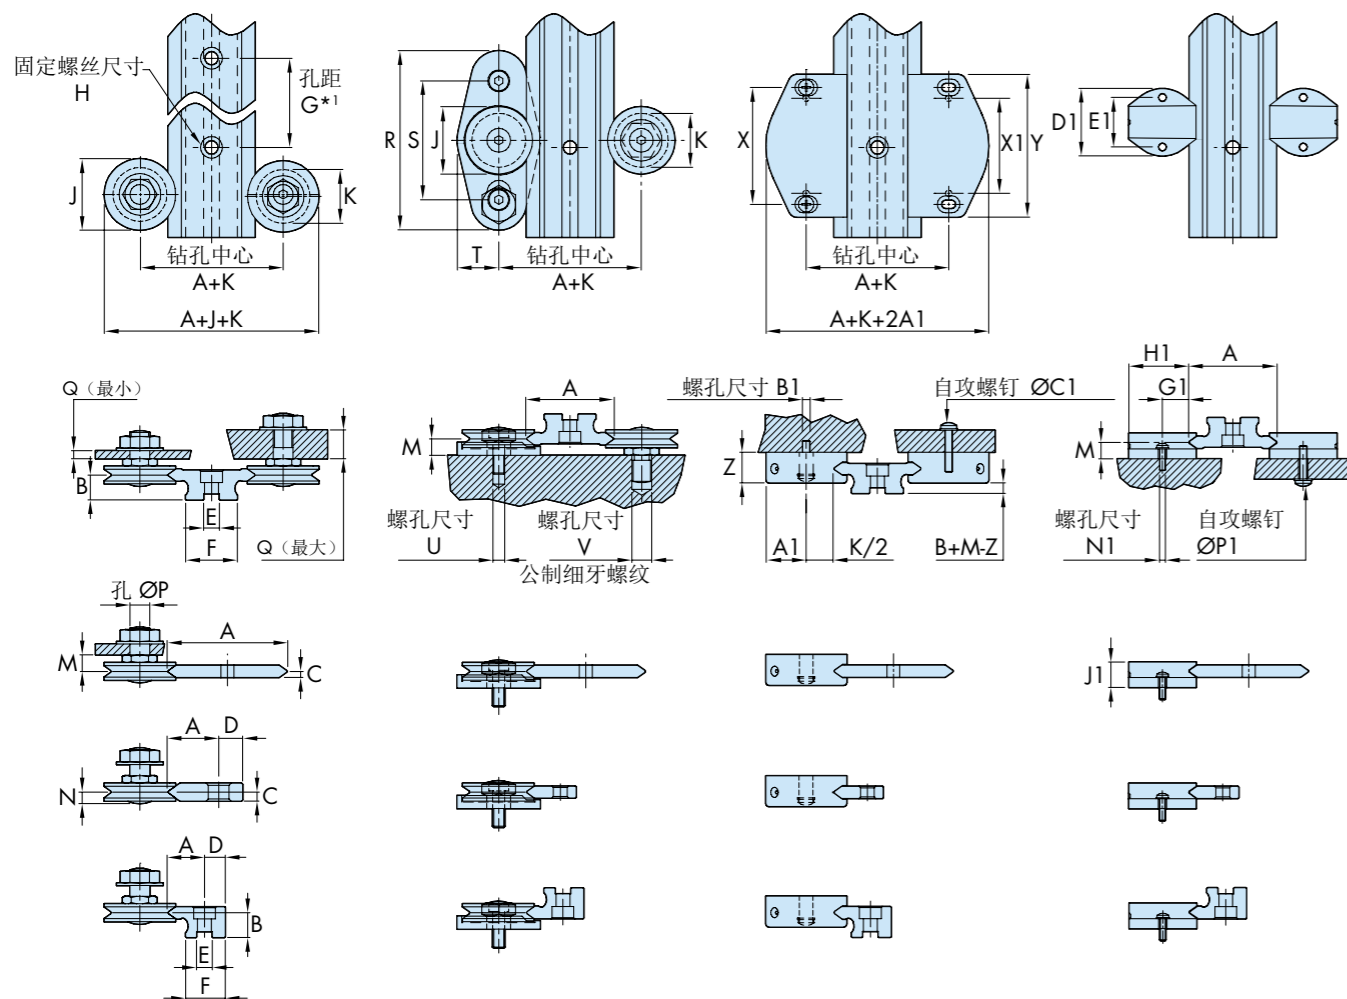 固定螺丝尺寸
H
孔距
G*1
J
K
钻孔中心
A+K
A+J+K
R
S
J
K
T
钻孔中心
A+K
X
X1
Y
钻孔中心
A+K
A+K+2A1
D1
E1
Q（最小）
B
E
F
Q（最大）
A
M
螺孔尺寸
U
螺孔尺寸
V
公制细牙螺纹
螺孔尺寸 B1
自攻螺钉 ØC1
Z
A1
K/2
B+M-Z
H1
A
G1
M
螺孔尺寸
N1
自攻螺钉
ØP1
孔 ØP
A
M
C
J1
A
D
N
C
A
D
B
E
F